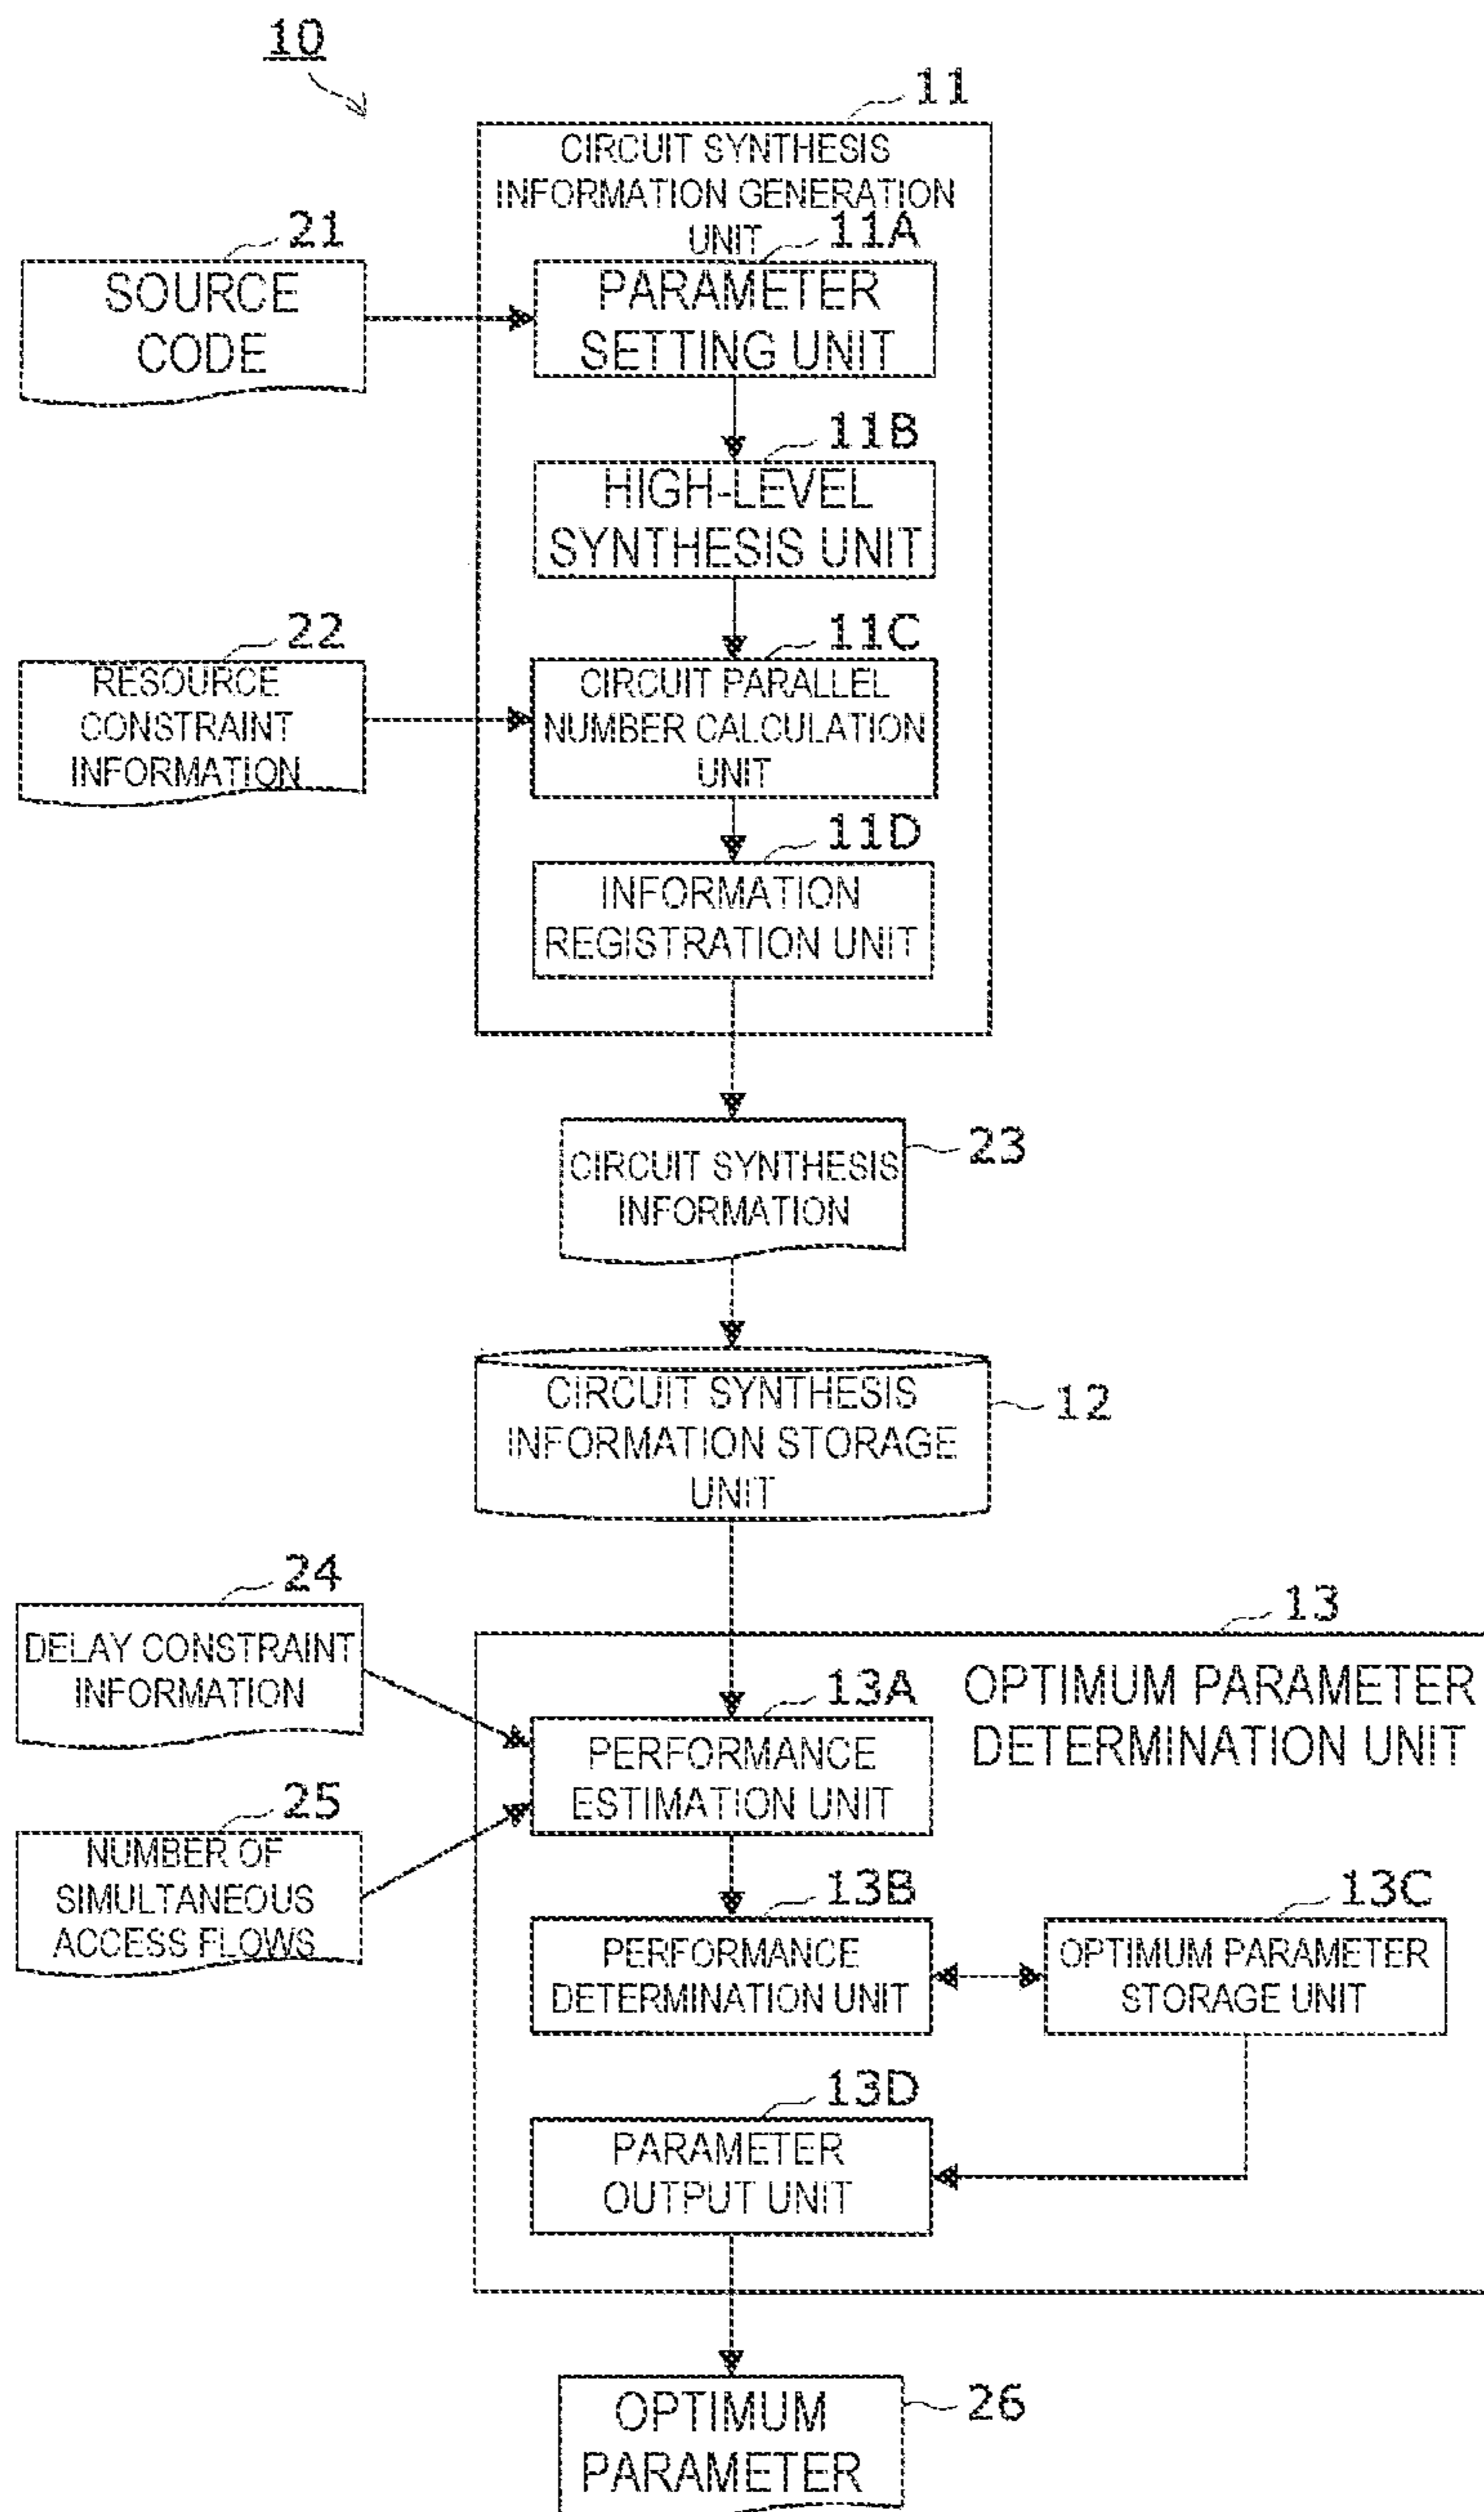 10
11
CIRCUIT SYNTHESIS
INFORMATION GENERATION
UNIT
21
SOURCE
CODE
11A
PARAMETER
SETTING UNIT
11B
HIGH-LEVEL
SYNTHESIS UNIT
22
RESOURCE
CONSTRAINT
INFORMATION
11C
CIRCUIT PARALLEL
NUMBER CALCULATION
UNIT
11D
INFORMATION
REGISTRATION UNIT
23
CIRCUIT SYNTHESIS
INFORMATION
12
CIRCUIT SYNTHESIS
INFORMATION STORAGE
UNIT
24
DELAY CONSTRAINT
INFORMATION
13
OPTIMUM PARAMETER
DETERMINATION UNIT
13A
PERFORMANCE
ESTIMATION UNIT
25
NUMBER OF
SIMULTANEOUS
ACCESS FLOWS
13B
PERFORMANCE
DETERMINATION UNIT
13C
OPTIMUM PARAMETER
STORAGE UNIT
13D
PARAMETER
OUTPUT UNIT
26
OPTIMUM
PARAMETER